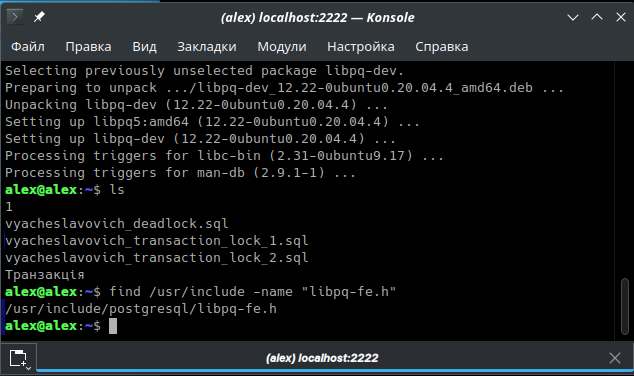 (alex) localhost:2222 — Konsole
Файл Правка Вид Закладки Модули Настройка Справка
Selecting previously unselected package libpq-dev.
Preparing to unpack .../libpq-dev_12.22-0ubuntu0.20.04.4_amd64.deb ...
Unpacking libpq-dev (12.22-0ubuntu0.20.04.4) ...
Setting up libpq5:amd64 (12.22-0ubuntu0.20.04.4) ...
Setting up libpq-dev (12.22-0ubuntu0.20.04.4) ...
Processing triggers for libc-bin (2.31-0ubuntu9.17) ...
Processing triggers for man-db (2.9.1-1) ...
alex@alex:~$ ls
1
vyacheslavovich_deadlock.sql
vyacheslavovich_transaction_lock_1.sql
vyacheslavovich_transaction_lock_2.sql
Транзакція
alex@alex:~$ find /usr/include -name "libpq-fe.h"
/usr/include/postgresql/libpq-fe.h
alex@alex:~$
(alex) localhost:2222